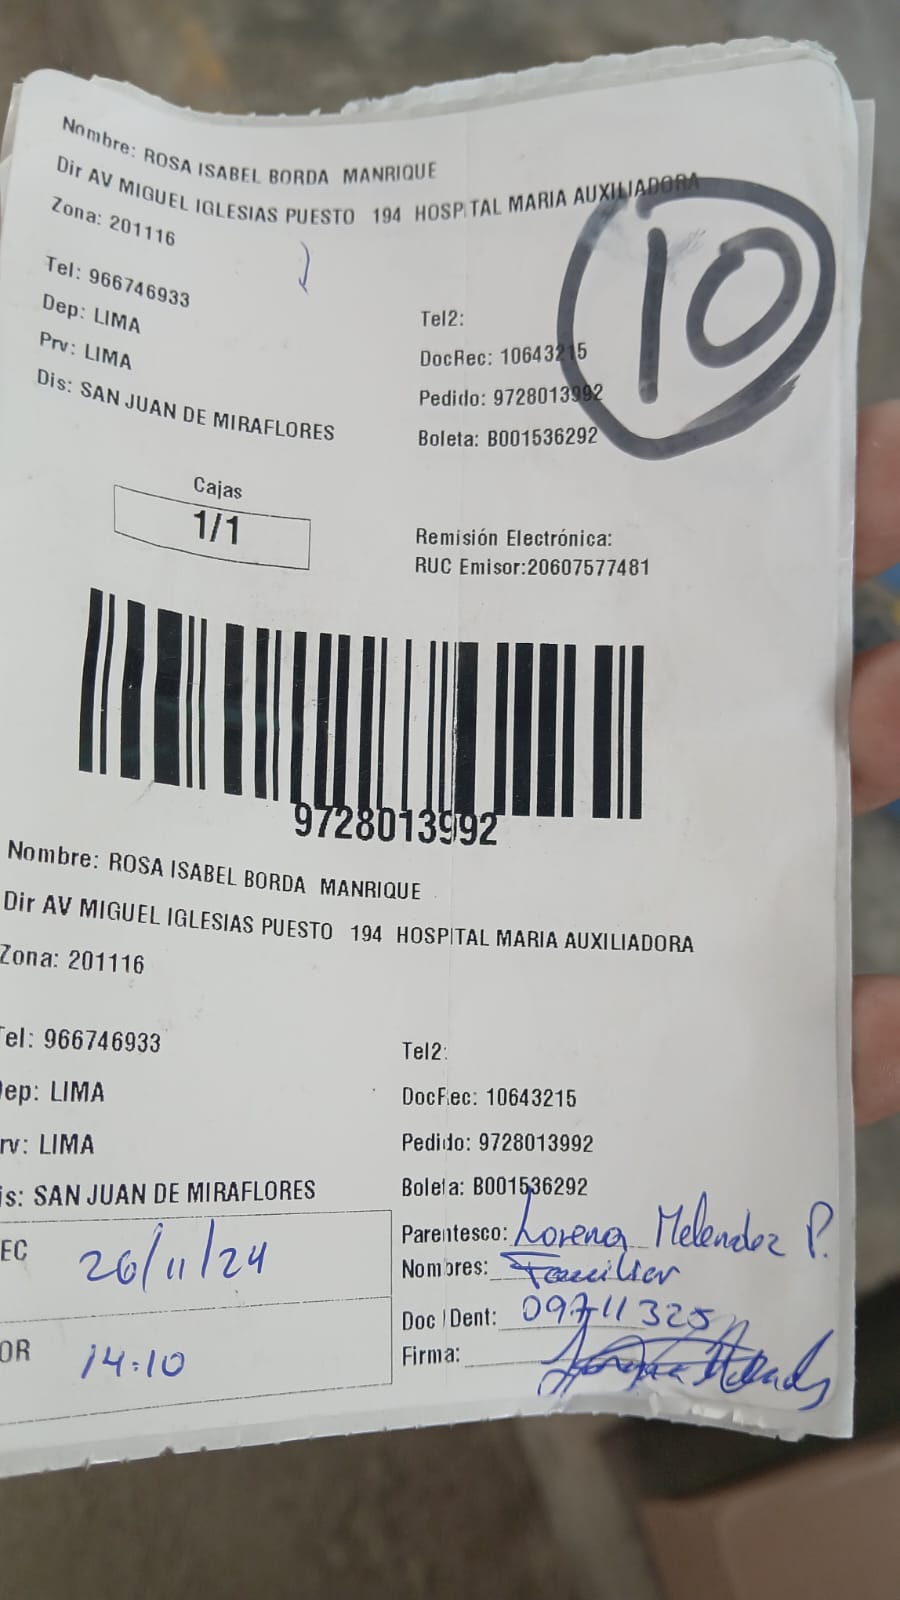 Nombre: ROSA ISABEL BORDA MANRIQUE
Dir AV MIGUEL IGLESIAS PUESTO 194 HOSPITAL MARIA AUXILIADORA
Zona: 201116
10
Tel: 966746933
Dep: LIMA
Prv: LIMA
Dis: SAN JUAN DE MIRAFLORES
Tel2:
DocRec: 10643215
Pedido: 9728013992
Boleta: B001536292
Cajas
1/1
Remisión Electrónica:
RUC Emisor:20607577481
9728013992
Nombre: ROSA ISABEL BORDA MANRIQUE
Dir AV MIGUEL IGLESIAS PUESTO 194 HOSPITAL MARIA AUXILIADORA
Zona: 201116
Tel: 966746933
Dep: LIMA
rv: LIMA
is: SAN JUAN DE MIRAFLORES
Tel2:
DocRec: 10643215
Pedido: 9728013992
Boleta: B001536292
EC 26/11/24
OR 14:10
Parentesco: Lorena Melendez P.
Nombres: Familiar
Doc Ident: 09711325
Firma: